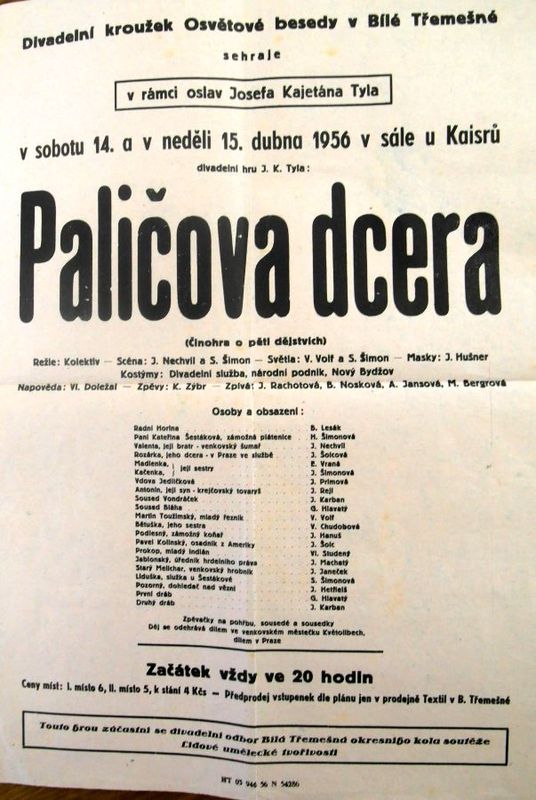 Divadelní kroužek Osvětové besedy v Bílé Třemešné
sehraje
v rámci oslav Josefa Kajetána Tyla
v sobotu 14. a v neděli 15. dubna 1956 v sále u Kaisrů
divadelní hru J. K. Tyla:
Paličova dcera
(Činohra o pěti dějstvích)
Režie: Kolektiv — Scéna: J. Nechvil a S. Šimon — Světla: V. Volf a S. Šimon — Masky: J. Hušner
Kostýmy: Divadelní služba, národní podnik, Nový Bydžov
Napověda: Vl. Doležal — Zpěvy: K. Zýbr — Zpívá: J. Rachotová, B. Nosková, A. Jansová, M. Bergrová
Osoby a obsazení:
Radní Horina B. Lesák
Paní Kateřina Šestáková, zámožná plátenice H. Šimonová
Valenta, její bratr - venkovský šumař J. Nechvil
Rozárka, jeho dcera - v Praze ve službě J. Šolcová
Madlenka, E. Vraná
Kačenka, } její sestry J. Šimonová
Vdova Jedličková J. Primová
Antonín, její syn - krejčovský tovaryš J. Rejl
Soused Vondráček J. Karban
Soused Bláha G. Hlavatý
Martin Toužimský, mladý řezník V. Volf
Bětuška, jeho sestra V. Chudobová
Podlesný, zámožný koňař J. Hanuš
Pavel Kolínský, osadník z Ameriky J. Šolc
Prokop, mladý indián Vl. Studený
Jablonský, úředník hrdelního práva J. Machatý
Starý Melichar, venkovský hrobník J. Janeček
Liduška, služka u Šestákové S. Šimonová
Pozorný, dohledač nad vězni J. Hetfleiš
První dráb G. Hlavatý
Druhý dráb J. Karban
Zpěvačky na pohřbu, sousedé a sousedky
Děj se odehrává dílem ve venkovském městečku Květolibech,
dílem v Praze
Začátek vždy ve 20 hodin
Ceny míst: I. místo 6, II. místo 5, k stání 4 Kčs — Předprodej vstupenek dle plánu jen v prodejně Textil v B. Třemešné
Touto hrou zúčastní se divadelní odbor Bílá Třemešná okresního kola soutěže
Lidové umělecké tvořivosti
HT 05 946 56 N 54286